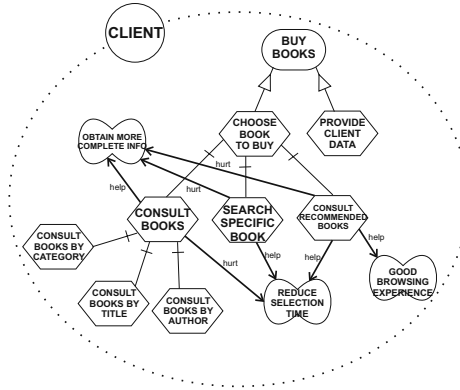 CLIENT
BUY
BOOKS
CHOOSE
BOOK
TO BUY
PROVIDE
CLIENT
DATA
OBTAIN MORE
COMPLETE INFO
hurt
hurt
help
CONSULT
BOOKS
SEARCH
SPECIFIC
BOOK
CONSULT
RECOMMENDED
BOOKS
CONSULT
BOOKS BY
CATEGORY
hurt
help
help
help
GOOD
BROWSING
EXPERIENCE
CONSULT
BOOKS BY
TITLE
CONSULT
BOOKS BY
AUTHOR
REDUCE
SELECTION
TIME